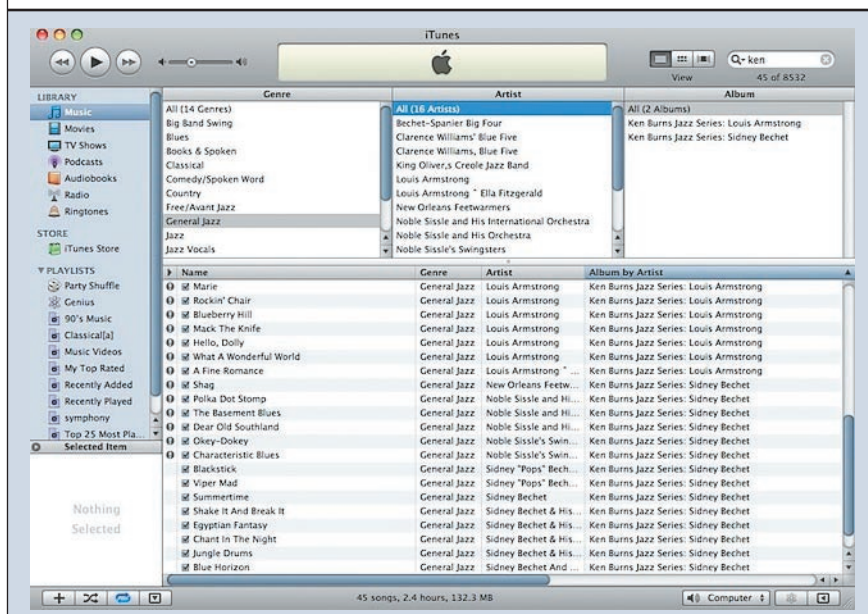 iTunes
View
ken
45 of 8532
LIBRARY
Music
Movies
TV Shows
Podcasts
Audiobooks
Radio
Ringtones
STORE
iTunes Store
PLAYLISTS
Party Shuffle
Genius
90's Music
Classical[a]
Music Videos
My Top Rated
Recently Added
Recently Played
symphony
Top 25 Most Pla...
Selected Item
Nothing
Selected
Genre
All (14 Genres)
Big Band Swing
Blues
Books & Spoken
Classical
Comedy/Spoken Word
Country
Free/Avant Jazz
General Jazz
Jazz
Jazz Vocals
Artist
All (16 Artists)
Bechet-Spanier Big Four
Clarence Williams' Blue Five
Clarence Williams, Blue Five
King Oliver,s Creole Jazz Band
Louis Armstrong
Louis Armstrong ˆ Ella Fitzgerald
New Orleans Feetwarmers
Noble Sissle and His International Orchestra
Noble Sissle and His Orchestra
Noble Sissle's Swingsters
Album
All (2 Albums)
Ken Burns Jazz Series: Louis Armstrong
Ken Burns Jazz Series: Sidney Bechet
Name Genre Artist Album by Artist
Marie General Jazz Louis Armstrong Ken Burns Jazz Series: Louis Armstrong
Rockin' Chair General Jazz Louis Armstrong Ken Burns Jazz Series: Louis Armstrong
Blueberry Hill General Jazz Louis Armstrong Ken Burns Jazz Series: Louis Armstrong
Mack The Knife General Jazz Louis Armstrong Ken Burns Jazz Series: Louis Armstrong
Hello, Dolly General Jazz Louis Armstrong Ken Burns Jazz Series: Louis Armstrong
What A Wonderful World General Jazz Louis Armstrong Ken Burns Jazz Series: Louis Armstrong
A Fine Romance General Jazz Louis Armstrong ˆ ... Ken Burns Jazz Series: Louis Armstrong
Shag General Jazz New Orleans Feetw... Ken Burns Jazz Series: Sidney Bechet
Polka Dot Stomp General Jazz Noble Sissle and Hi... Ken Burns Jazz Series: Sidney Bechet
The Basement Blues General Jazz Noble Sissle and Hi... Ken Burns Jazz Series: Sidney Bechet
Dear Old Southland General Jazz Noble Sissle and Hi... Ken Burns Jazz Series: Sidney Bechet
Okey-Dokey General Jazz Noble Sissle's Swin... Ken Burns Jazz Series: Sidney Bechet
Characteristic Blues General Jazz Noble Sissle's Swin... Ken Burns Jazz Series: Sidney Bechet
Blackstick General Jazz Sidney "Pops" Bech... Ken Burns Jazz Series: Sidney Bechet
Viper Mad General Jazz Sidney "Pops" Bech... Ken Burns Jazz Series: Sidney Bechet
Summertime General Jazz Sidney Bechet Ken Burns Jazz Series: Sidney Bechet
Shake It And Break It General Jazz Sidney Bechet & His... Ken Burns Jazz Series: Sidney Bechet
Egyptian Fantasy General Jazz Sidney Bechet & His... Ken Burns Jazz Series: Sidney Bechet
Chant In The Night General Jazz Sidney Bechet & His... Ken Burns Jazz Series: Sidney Bechet
Jungle Drums General Jazz Sidney Bechet & His... Ken Burns Jazz Series: Sidney Bechet
Blue Horizon General Jazz Sidney Bechet And ... Ken Burns Jazz Series: Sidney Bechet
45 songs, 2.4 hours, 132.3 MB
Computer